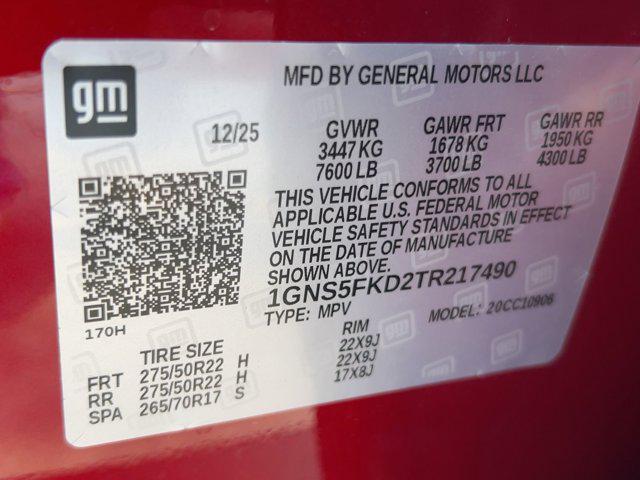 gm
MFD BY GENERAL MOTORS LLC
12/25
GVWR GAWR FRT GAWR RR
3447 KG 1678 KG 1950 KG
7600 LB 3700 LB 4300 LB
THIS VEHICLE CONFORMS TO ALL
APPLICABLE U.S. FEDERAL MOTOR
VEHICLE SAFETY STANDARDS IN EFFECT
ON THE DATE OF MANUFACTURE
SHOWN ABOVE.
1GNS5FKD2TR217490
TYPE: MPV MODEL: 20CC10906
170H
TIRE SIZE RIM
FRT 275/50R22 H 22X9J
RR 275/50R22 H 22X9J
SPA 265/70R17 S 17X8J